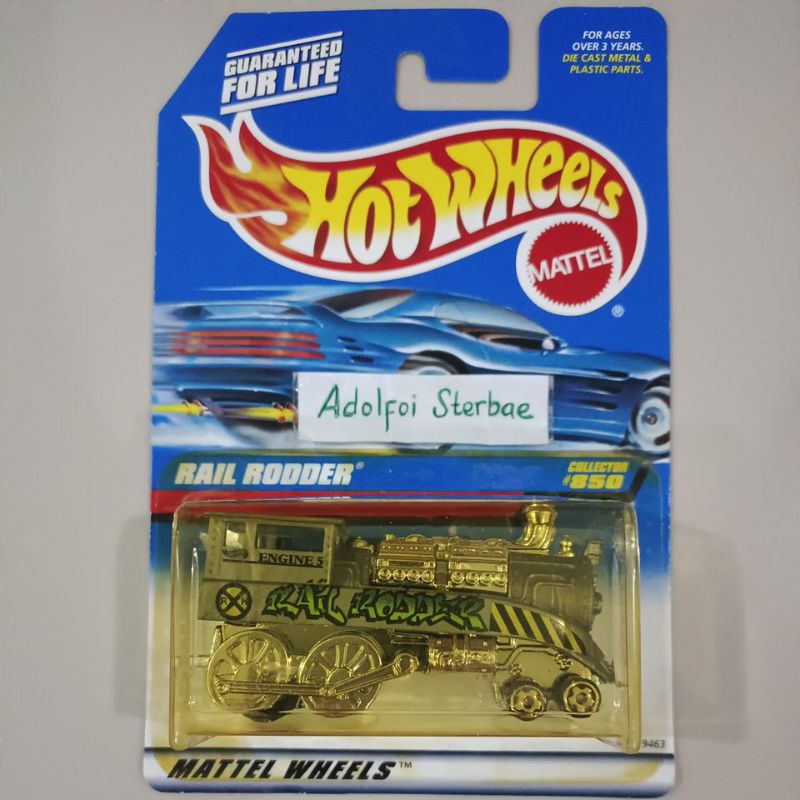 GUARANTEED
FOR LIFE
FOR AGES
OVER 3 YEARS.
DIE CAST METAL &
PLASTIC PARTS.
HOT WHEELS
MATTEL
®
Adolfoi Sterbae
RAIL RODDER®
COLLECTOR
#850
ENGINE 5
RAIL RODDER
9463
MATTEL WHEELS™